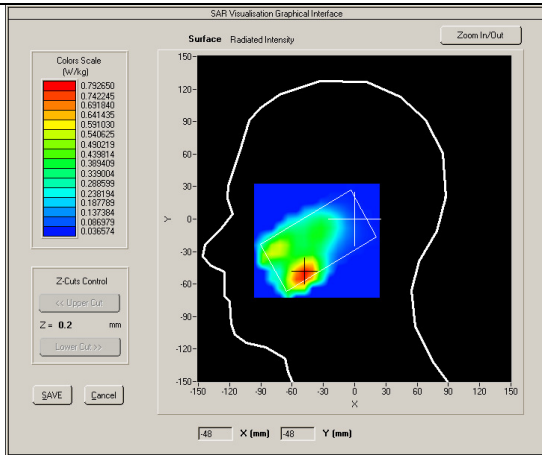 SAR Visualisation Graphical Interface
Surface Radiated Intensity
Zoom In/Out
Colors Scale
(W/kg)
0.792650
0.742245
0.691840
0.641435
0.591030
0.540625
0.490219
0.439814
0.389409
0.339004
0.288599
0.238194
0.187789
0.137384
0.086979
0.036574
Z-Cuts Control
<< Upper Cut
Z = 0.2 mm
Lower Cut >>
SAVE
Cancel
150-
120-
90-
60-
30-
0-
-30-
-60-
-90-
-120-
-150-
Y
-150 -120 -90 -60 -30 0 30 60 90 120 150
X
-48 X (mm) -48 Y (mm)